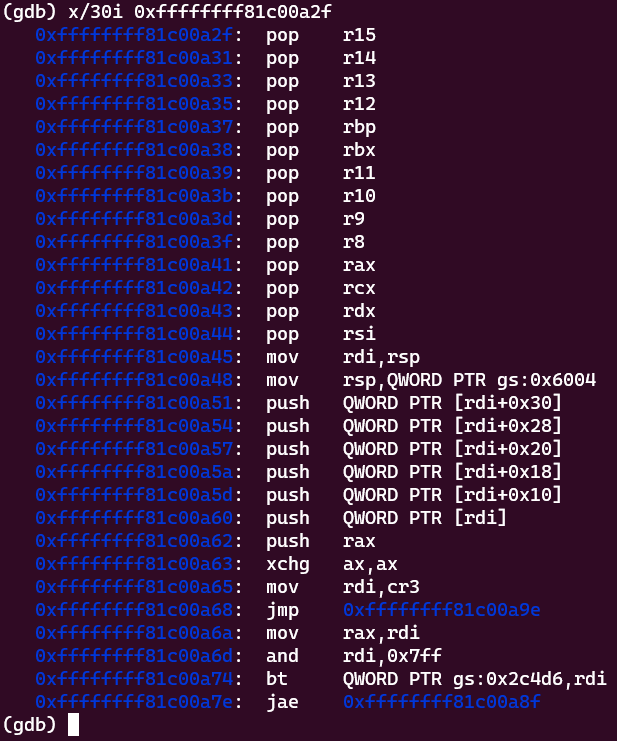 (gdb) x/30i 0xffffffff81c00a2f
0xffffffff81c00a2f: pop r15
0xffffffff81c00a31: pop r14
0xffffffff81c00a33: pop r13
0xffffffff81c00a35: pop r12
0xffffffff81c00a37: pop rbp
0xffffffff81c00a38: pop rbx
0xffffffff81c00a39: pop r11
0xffffffff81c00a3b: pop r10
0xffffffff81c00a3d: pop r9
0xffffffff81c00a3f: pop r8
0xffffffff81c00a41: pop rax
0xffffffff81c00a42: pop rcx
0xffffffff81c00a43: pop rdx
0xffffffff81c00a44: pop rsi
0xffffffff81c00a45: mov rdi,rsp
0xffffffff81c00a48: mov rsp,QWORD PTR gs:0x6004
0xffffffff81c00a51: push QWORD PTR [rdi+0x30]
0xffffffff81c00a54: push QWORD PTR [rdi+0x28]
0xffffffff81c00a57: push QWORD PTR [rdi+0x20]
0xffffffff81c00a5a: push QWORD PTR [rdi+0x18]
0xffffffff81c00a5d: push QWORD PTR [rdi+0x10]
0xffffffff81c00a60: push QWORD PTR [rdi]
0xffffffff81c00a62: push rax
0xffffffff81c00a63: xchg ax,ax
0xffffffff81c00a65: mov rdi,cr3
0xffffffff81c00a68: jmp 0xffffffff81c00a9e
0xffffffff81c00a6a: mov rax,rdi
0xffffffff81c00a6d: and rdi,0x7ff
0xffffffff81c00a74: bt QWORD PTR gs:0x2c4d6,rdi
0xffffffff81c00a7e: jae 0xffffffff81c00a8f
(gdb)